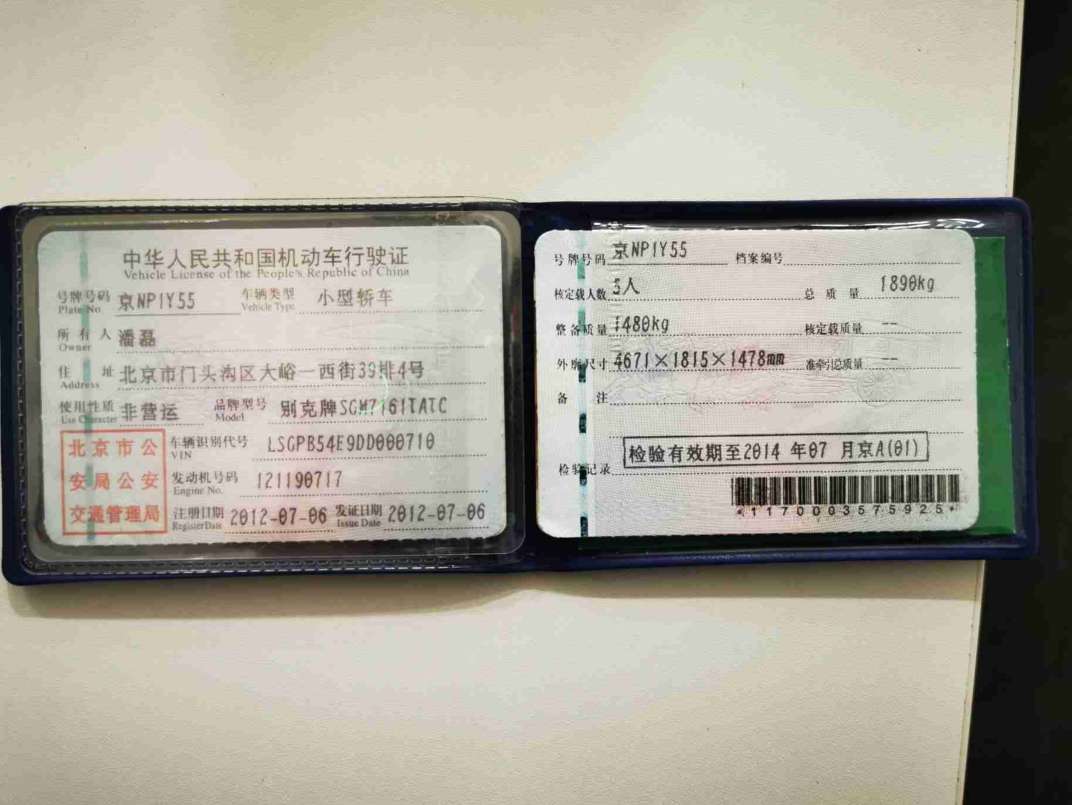 中华人民共和国机动车行驶证
Vehicle License of the People's Republic of China
号牌号码 京NP1Y55 车辆类型 小型轿车
Plate No Vehicle Type
所有人 潘磊
Owner
住址 北京市门头沟区大峪一西街39排4号
Address
使用性质 非营运 品牌型号 别克牌SGM7161TATC
Use Character Model
北京市公
安局公安
交通管理局
车辆识别代号 LSGPB54E9DD000710
VIN
发动机号码 121190717
Engine No.
注册日期 2012-07-06 发证日期 2012-07-06
Register Date Issue Date
号牌号码 京NP1Y55 档案编号
核定载人数 5人 总质量 1890kg
整备质量 1480kg 核定载质量 --
外廓尺寸 4671×1815×1478mm 准牵引总质量 --
备注
检验有效期至2014年07月京A(01)
检验记录
*1170003575925*